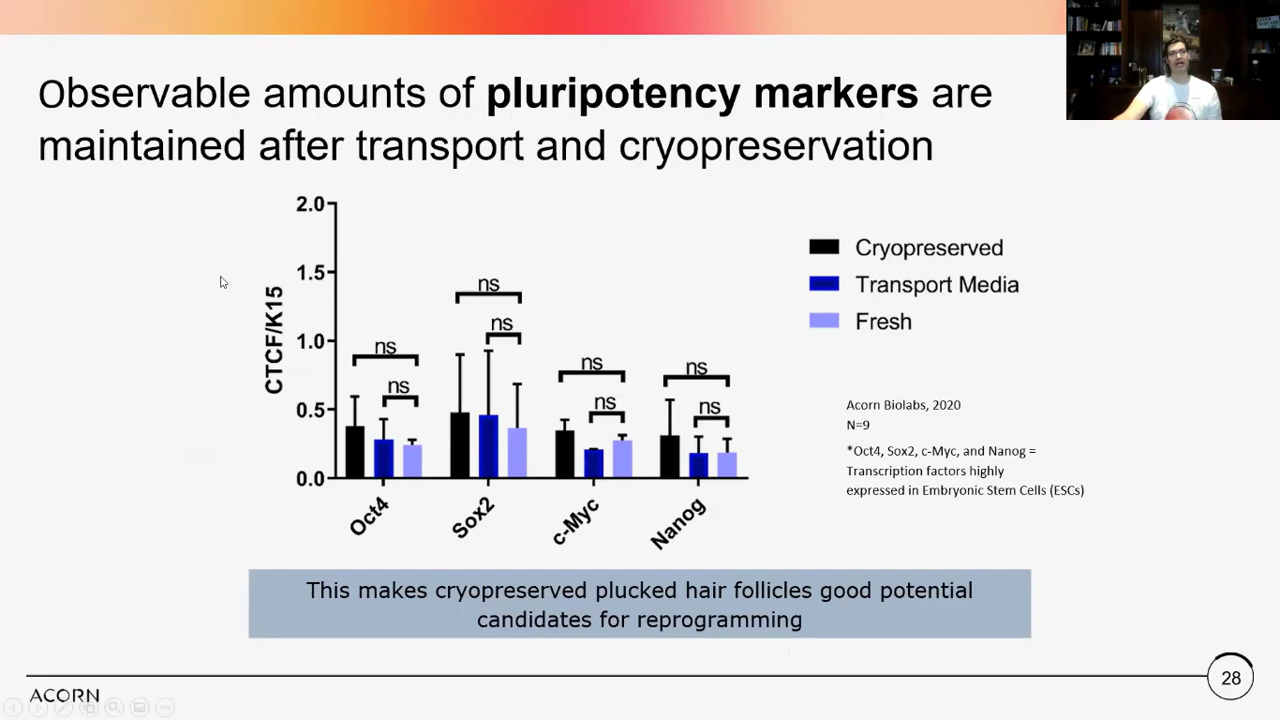 Observable amounts of pluripotency markers are
maintained after transport and cryopreservation
2.0
1.5
1.0
0.5
0.0
CTCF/K15
ns
ns
ns
ns
ns
ns
ns
ns
Oct4
Sox2
c-Myc
Nanog
Cryopreserved
Transport Media
Fresh
Acorn Biolabs, 2020
N=9
*Oct4, Sox2, c-Myc, and Nanog =
Transcription factors highly
expressed in Embryonic Stem Cells (ESCs)
This makes cryopreserved plucked hair follicles good potential
candidates for reprogramming
ACORN
28